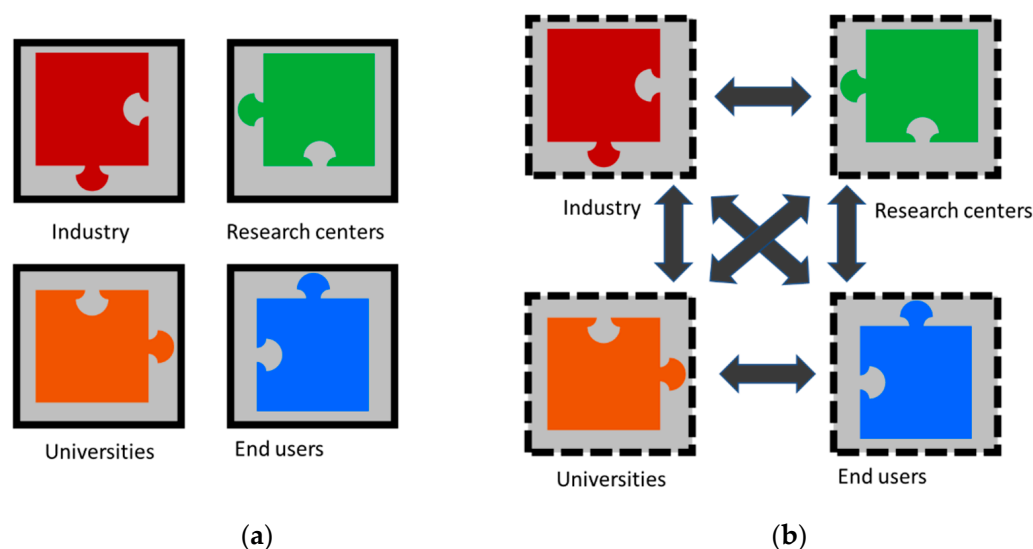 Industry
Research centers
Universities
End users
(a)
Industry
Research centers
Universities
End users
(b)